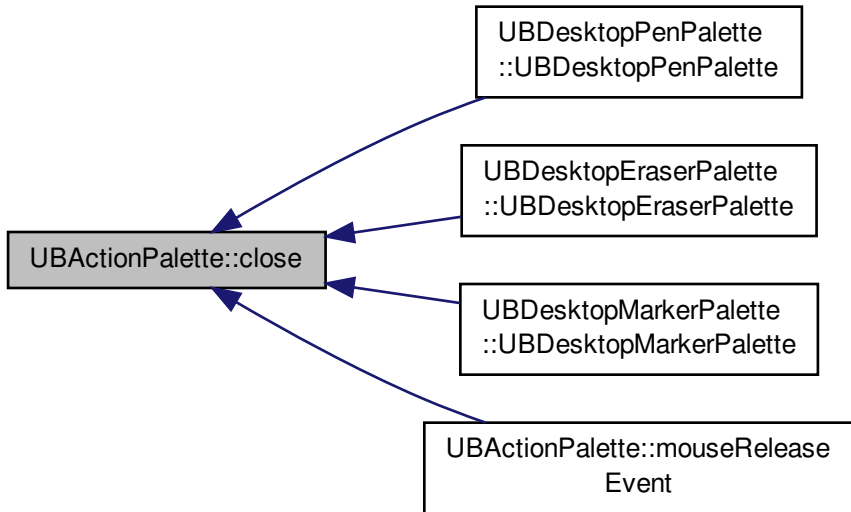 UBDesktopPenPalette
::UBDesktopPenPalette
UBDesktopEraserPalette
::UBDesktopEraserPalette
UBActionPalette::close
UBDesktopMarkerPalette
::UBDesktopMarkerPalette
UBActionPalette::mouseRelease
Event